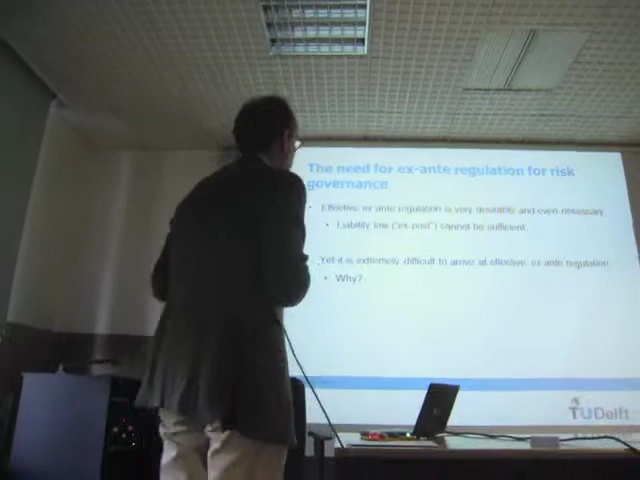 The need for ex-ante regulation for risk
governance
• Effective ex ante regulation is very desirable and even necessary
• Liability law ("ex-post") cannot be sufficient.
Yet it is extremely difficult to arrive at effective ex ante regulation
• Why?
TUDelft